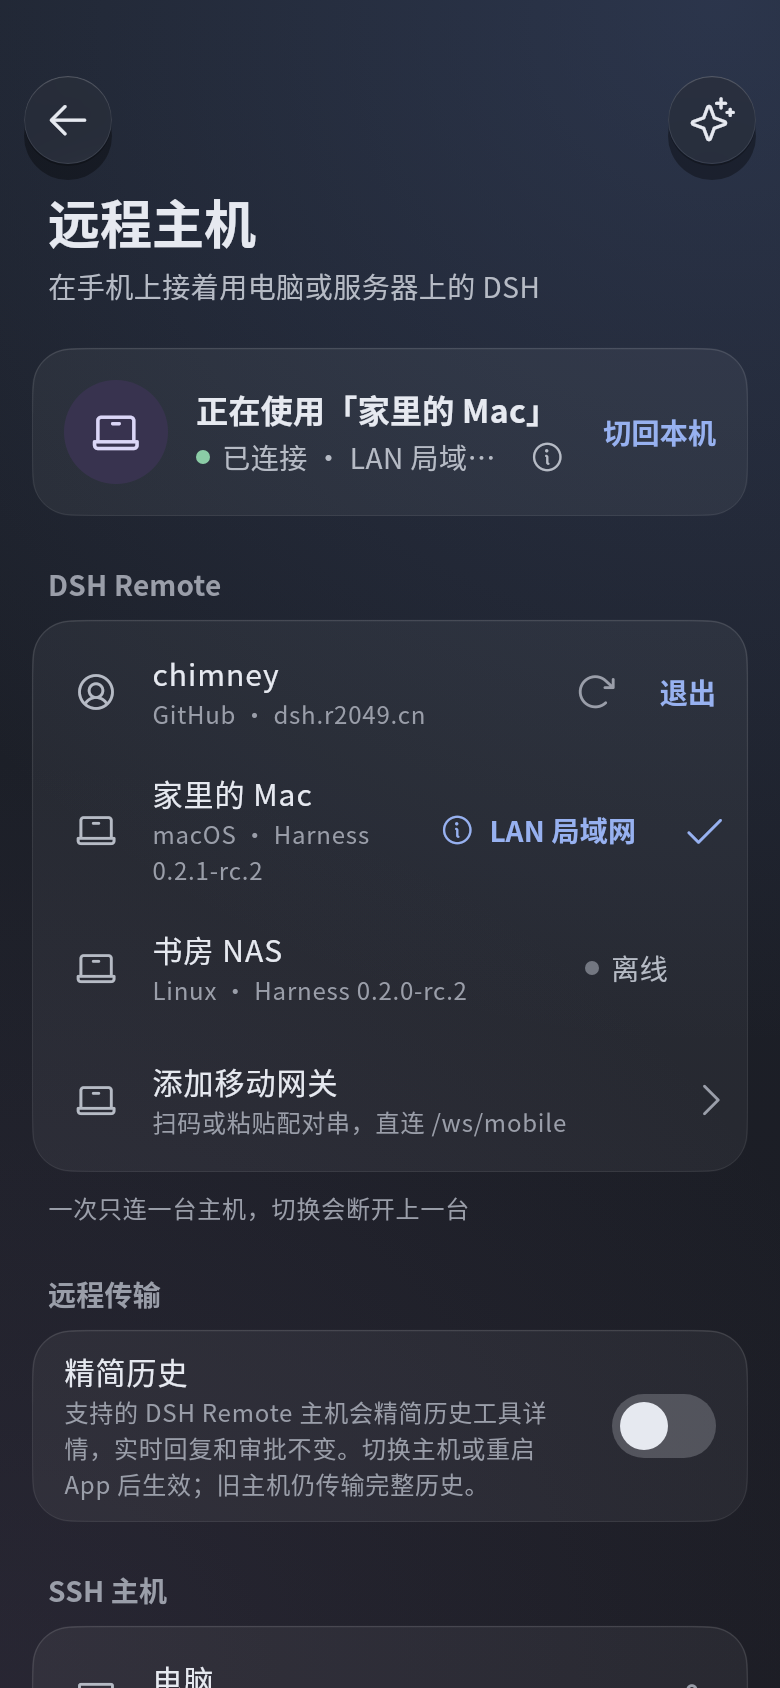 远程主机
在手机上接着用电脑或服务器上的 DSH
正在使用「家里的 Mac」
已连接 · LAN 局域…
切回本机
DSH Remote
chimney
GitHub · dsh.r2049.cn
退出
家里的 Mac
macOS · Harness
0.2.1-rc.2
LAN 局域网
书房 NAS
Linux · Harness 0.2.0-rc.2
离线
添加移动网关
扫码或粘贴配对串，直连 /ws/mobile
一次只连一台主机，切换会断开上一台
远程传输
精简历史
支持的 DSH Remote 主机会精简历史工具详
情，实时回复和审批不变。切换主机或重启
App 后生效；旧主机仍传输完整历史。
SSH 主机
电脑